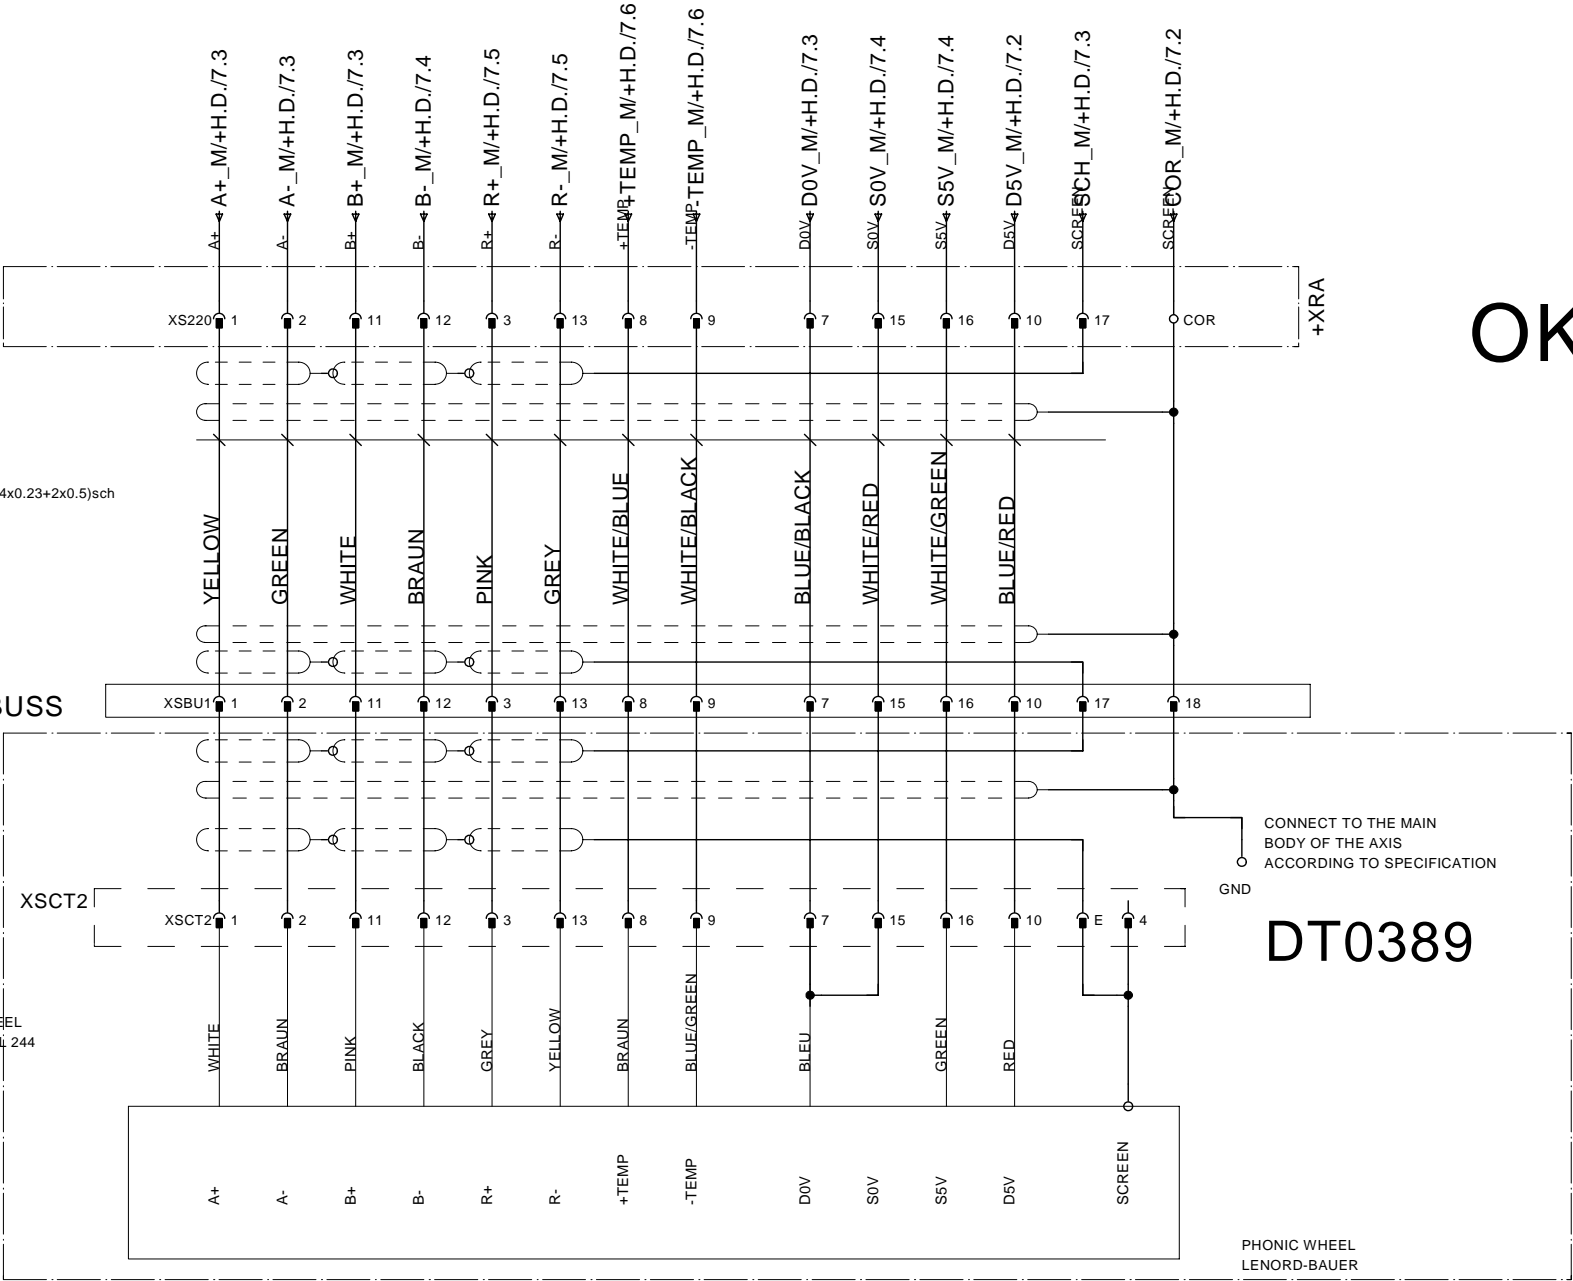 A+_M/+H.D./7.3
A-_M/+H.D./7.3
B+_M/+H.D./7.3
B-_M/+H.D./7.4
R+_M/+H.D./7.5
R-_M/+H.D./7.5
+TEMP_M/+H.D./7.6
-TEMP_M/+H.D./7.6
D0V_M/+H.D./7.3
S0V_M/+H.D./7.4
S5V_M/+H.D./7.4
D5V_M/+H.D./7.2
SCH_M/+H.D./7.3
COR_M/+H.D./7.2
A+ A- B+ B- R+ R- +TEMP -TEMP D0V S0V S5V D5V SCREEN SCREEN
XS220 1 2 11 12 3 13 8 9 7 15 16 10 17 COR
+XRA
OK
4x0.23+2x0.5)sch
YELLOW
GREEN
WHITE
BRAUN
PINK
GREY
WHITE/BLUE
WHITE/BLACK
BLUE/BLACK
WHITE/RED
WHITE/GREEN
BLUE/RED
BUSS
XSBU1 1 2 11 12 3 13 8 9 7 15 16 10 17 18
CONNECT TO THE MAIN
BODY OF THE AXIS
ACCORDING TO SPECIFICATION
GND
XSCT2
XSCT2 1 2 11 12 3 13 8 9 7 15 16 10 E 4
DT0389
EEL
L 244
WHITE
BRAUN
PINK
BLACK
GREY
YELLOW
BRAUN
BLUE/GREEN
BLEU
GREEN
RED
A+ A- B+ B- R+ R- +TEMP -TEMP D0V S0V S5V D5V SCREEN
PHONIC WHEEL
LENORD-BAUER